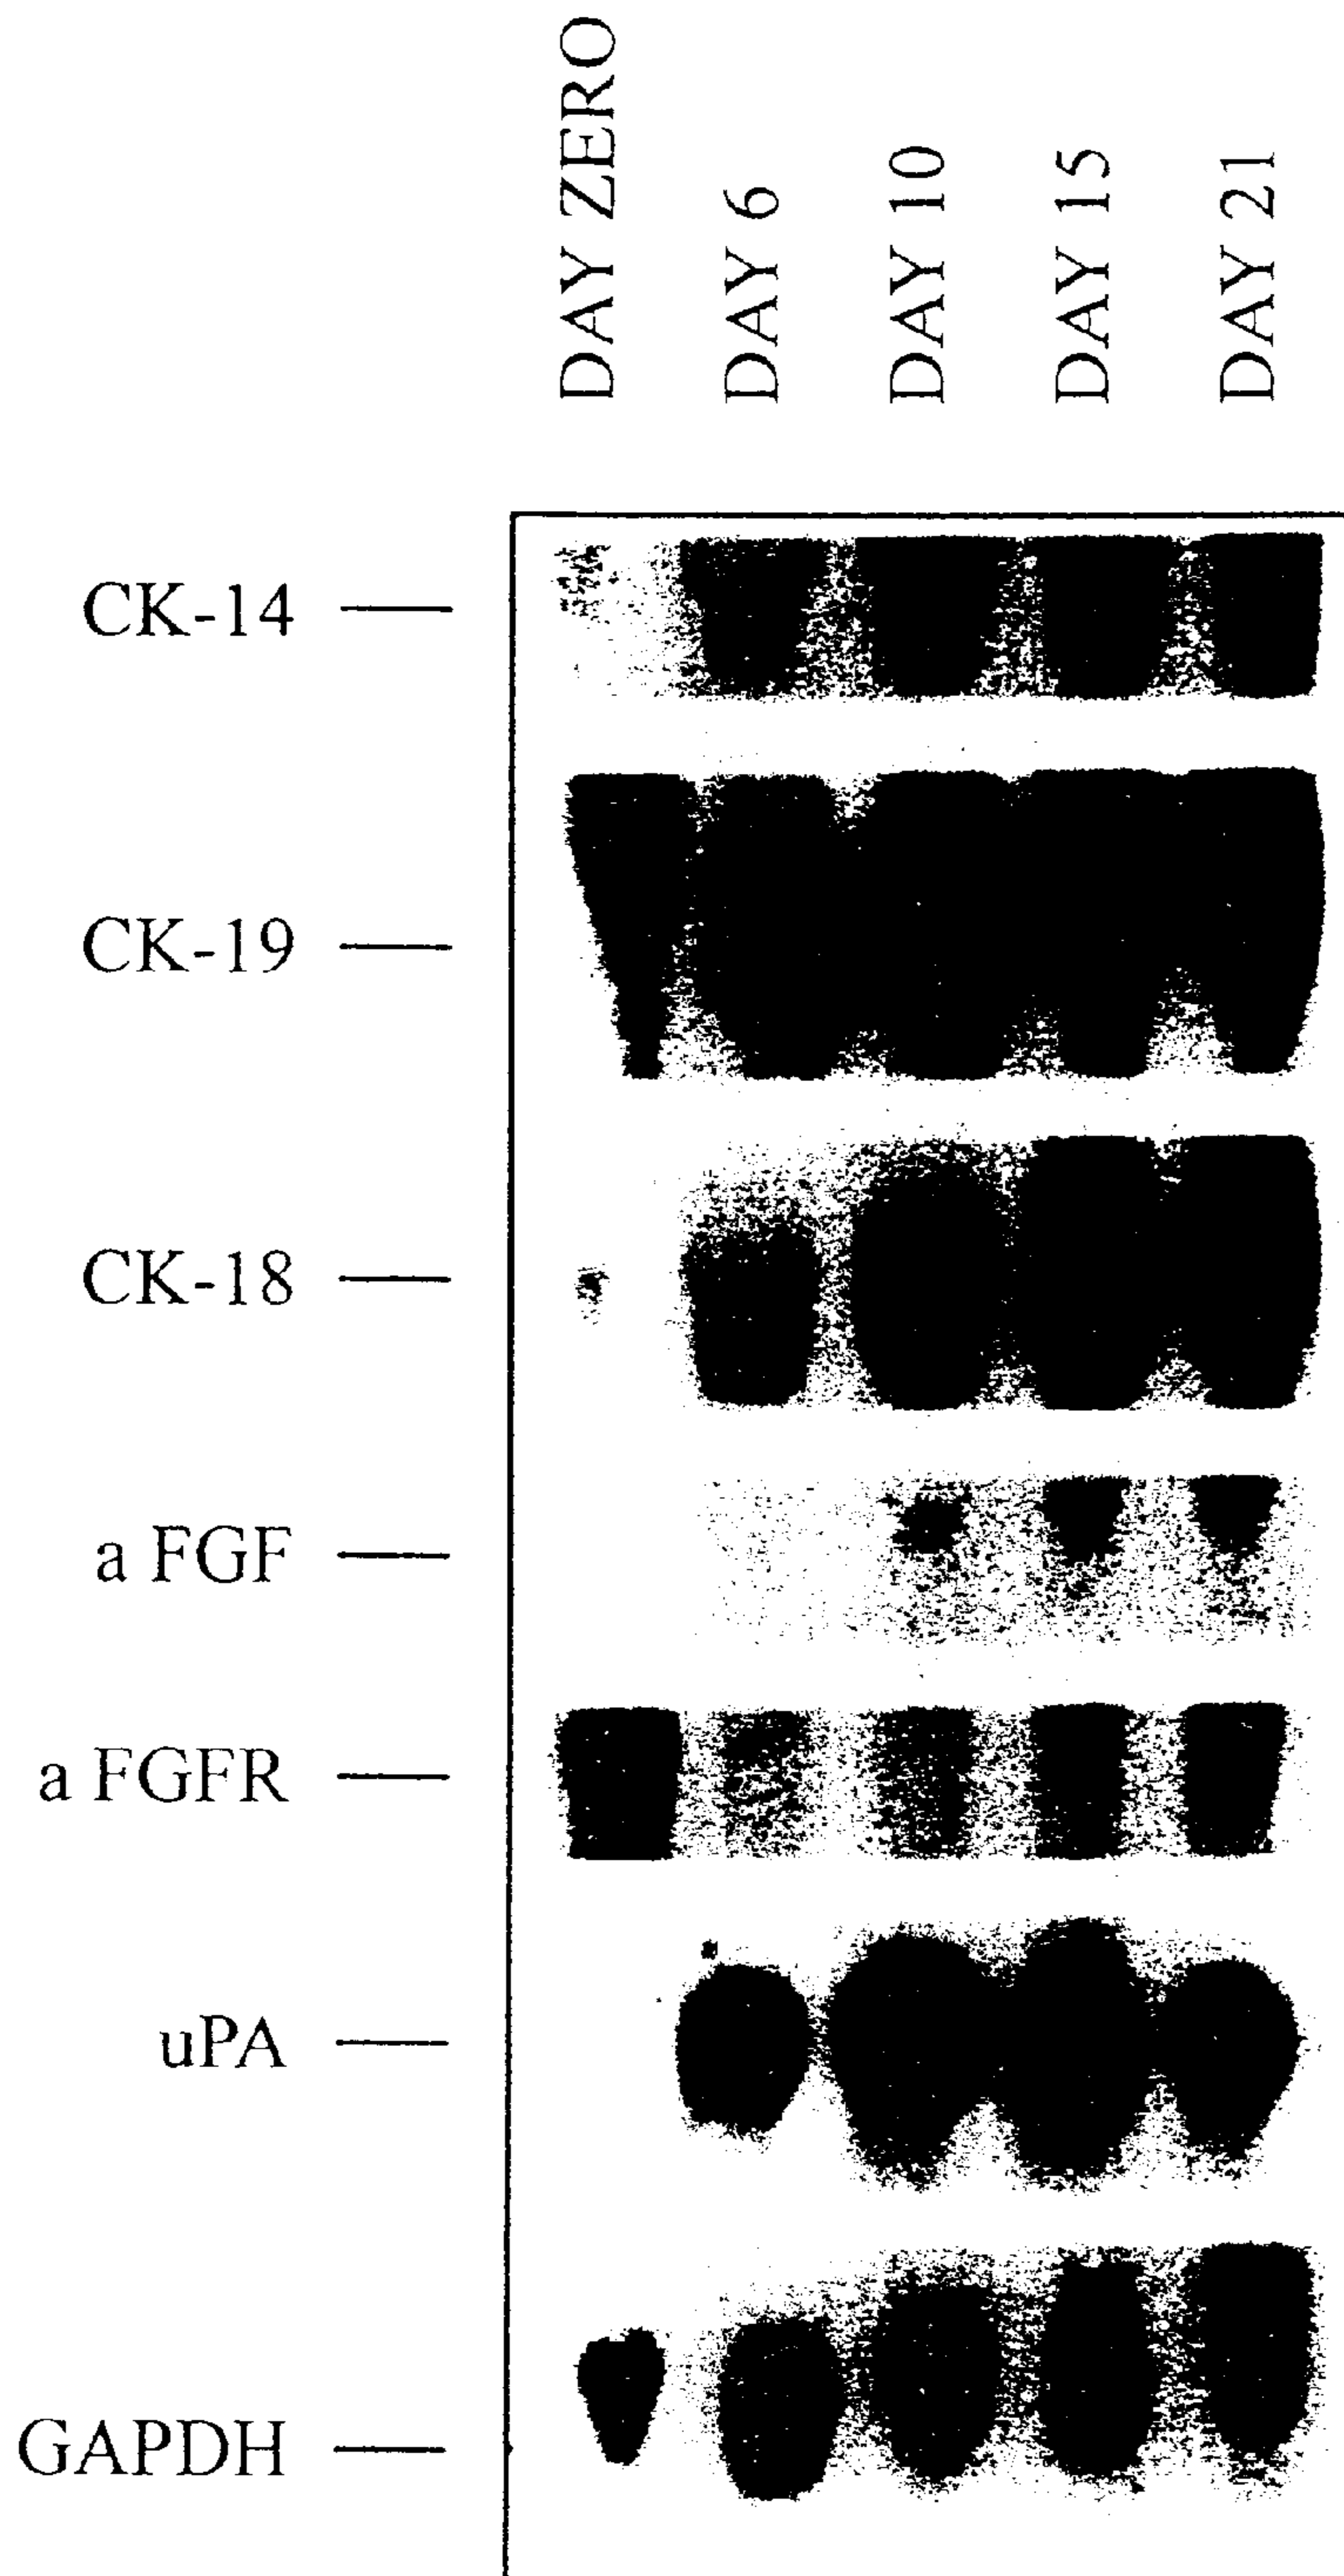 DAY ZERO
DAY 6
DAY 10
DAY 15
DAY 21
CK-14
CK-19
CK-18
a FGF
a FGFR
uPA
GAPDH